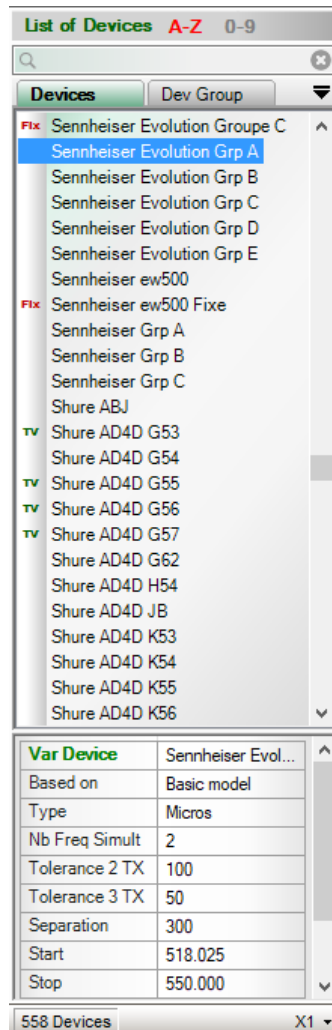 List of Devices A-Z 0-9
Devices Dev Group
FIx Sennheiser Evolution Groupe C
Sennheiser Evolution Grp A
Sennheiser Evolution Grp B
Sennheiser Evolution Grp C
Sennheiser Evolution Grp D
Sennheiser Evolution Grp E
Sennheiser ew500
FIx Sennheiser ew500 Fixe
Sennheiser Grp A
Sennheiser Grp B
Sennheiser Grp C
Shure ABJ
TV Shure AD4D G53
Shure AD4D G54
TV Shure AD4D G55
TV Shure AD4D G56
TV Shure AD4D G57
Shure AD4D G62
Shure AD4D H54
Shure AD4D JB
Shure AD4D K53
Shure AD4D K54
Shure AD4D K55
Shure AD4D K56
Var Device Sennheiser Evol...
Based on Basic model
Type Micros
Nb Freq Simult 2
Tolerance 2 TX 100
Tolerance 3 TX 50
Separation 300
Start 518.025
Stop 550.000
558 Devices X1